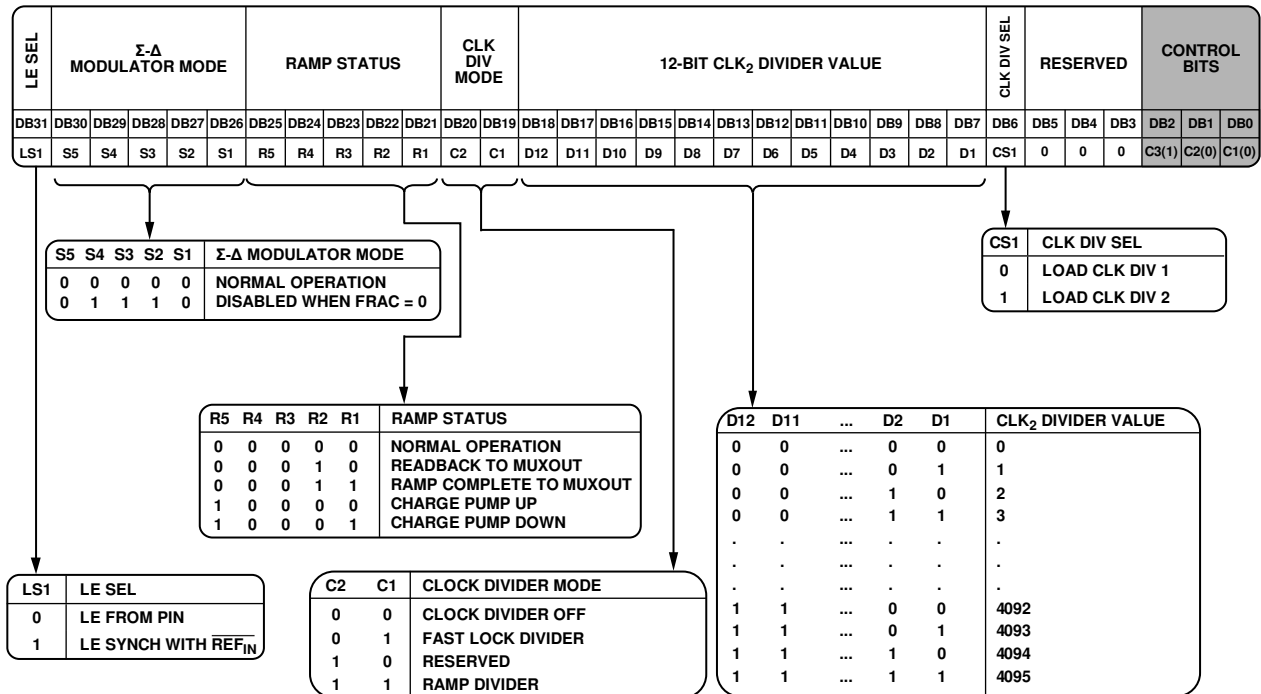 LE SEL
Σ-Δ
MODULATOR MODE
RAMP STATUS
CLK
DIV
MODE
12-BIT CLK2 DIVIDER VALUE
CLK DIV SEL
RESERVED
CONTROL
BITS
DB31 DB30 DB29 DB28 DB27 DB26 DB25 DB24 DB23 DB22 DB21 DB20 DB19 DB18 DB17 DB16 DB15 DB14 DB13 DB12 DB11 DB10 DB9 DB8 DB7 DB6 DB5 DB4 DB3 DB2 DB1 DB0
LS1 S5 S4 S3 S2 S1 R5 R4 R3 R2 R1 C2 C1 D12 D11 D10 D9 D8 D7 D6 D5 D4 D3 D2 D1 CS1 0 0 0 C3(1) C2(0) C1(0)
S5 S4 S3 S2 S1 Σ-Δ MODULATOR MODE
0 0 0 0 0 NORMAL OPERATION
0 1 1 1 0 DISABLED WHEN FRAC = 0
CS1 CLK DIV SEL
0 LOAD CLK DIV 1
1 LOAD CLK DIV 2
R5 R4 R3 R2 R1 RAMP STATUS
0 0 0 0 0 NORMAL OPERATION
0 0 0 1 0 READBACK TO MUXOUT
0 0 0 1 1 RAMP COMPLETE TO MUXOUT
1 0 0 0 0 CHARGE PUMP UP
1 0 0 0 1 CHARGE PUMP DOWN
D12 D11 ... D2 D1 CLK2 DIVIDER VALUE
0 0 ... 0 0 0
0 0 ... 0 1 1
0 0 ... 1 0 2
0 0 ... 1 1 3
. . ... . . .
. . ... . . .
. . ... . . .
1 1 ... 0 0 4092
1 1 ... 0 1 4093
1 1 ... 1 0 4094
1 1 ... 1 1 4095
LS1 LE SEL
0 LE FROM PIN
1 LE SYNCH WITH REFIN
C2 C1 CLOCK DIVIDER MODE
0 0 CLOCK DIVIDER OFF
0 1 FAST LOCK DIVIDER
1 0 RESERVED
1 1 RAMP DIVIDER